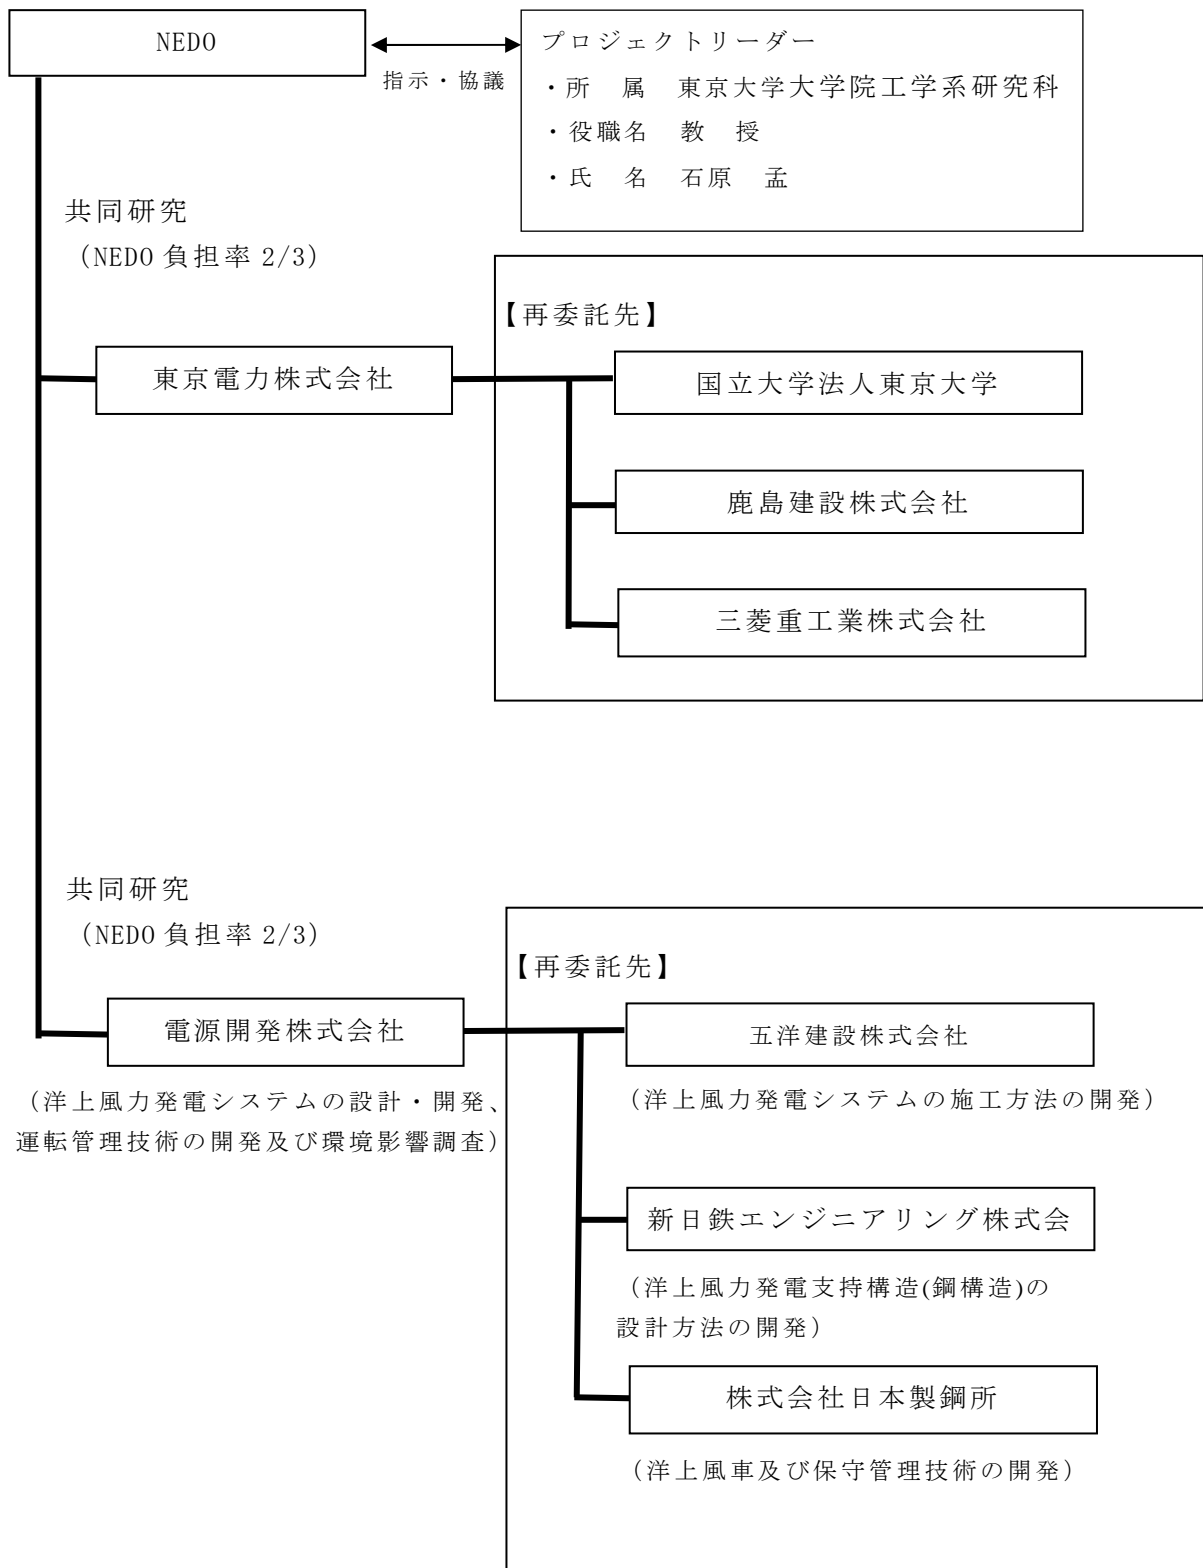 NEDO
指示・協議
プロジェクトリーダー
・所　属　東京大学大学院工学系研究科
・役職名　教　授
・氏　名　石原　孟
共同研究
（NEDO 負担率 2/3）
【再委託先】
東京電力株式会社
国立大学法人東京大学
鹿島建設株式会社
三菱重工業株式会社
共同研究
（NEDO 負担率 2/3）
【再委託先】
電源開発株式会社
（洋上風力発電システムの設計・開発、
運転管理技術の開発及び環境影響調査）
五洋建設株式会社
（洋上風力発電システムの施工方法の開発）
新日鉄エンジニアリング株式会
（洋上風力発電支持構造(鋼構造)の
設計方法の開発）
株式会社日本製鋼所
（洋上風車及び保守管理技術の開発）